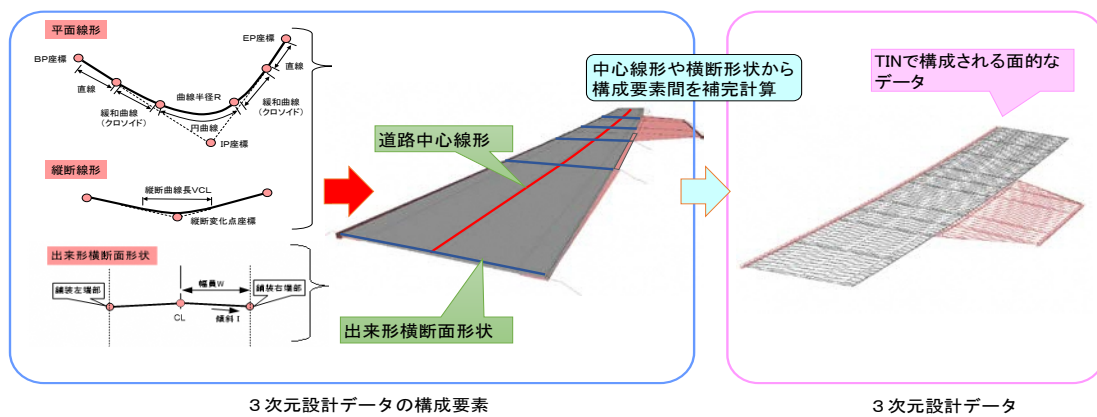 平面線形
BP座標
EP座標
直線
直線
曲線半径R
緩和曲線
(クロソイド)
緩和曲線
(クロソイド)
円曲線
IP座標
縦断線形
縦断曲線長VCL
縦断変化点座標
出来形横断面形状
幅員W
舗装左端部
舗装右端部
CL
傾斜 I
道路中心線形
出来形横断面形状
中心線形や横断形状から
構成要素間を補完計算
TINで構成される面的な
データ
3次元設計データの構成要素
3次元設計データ